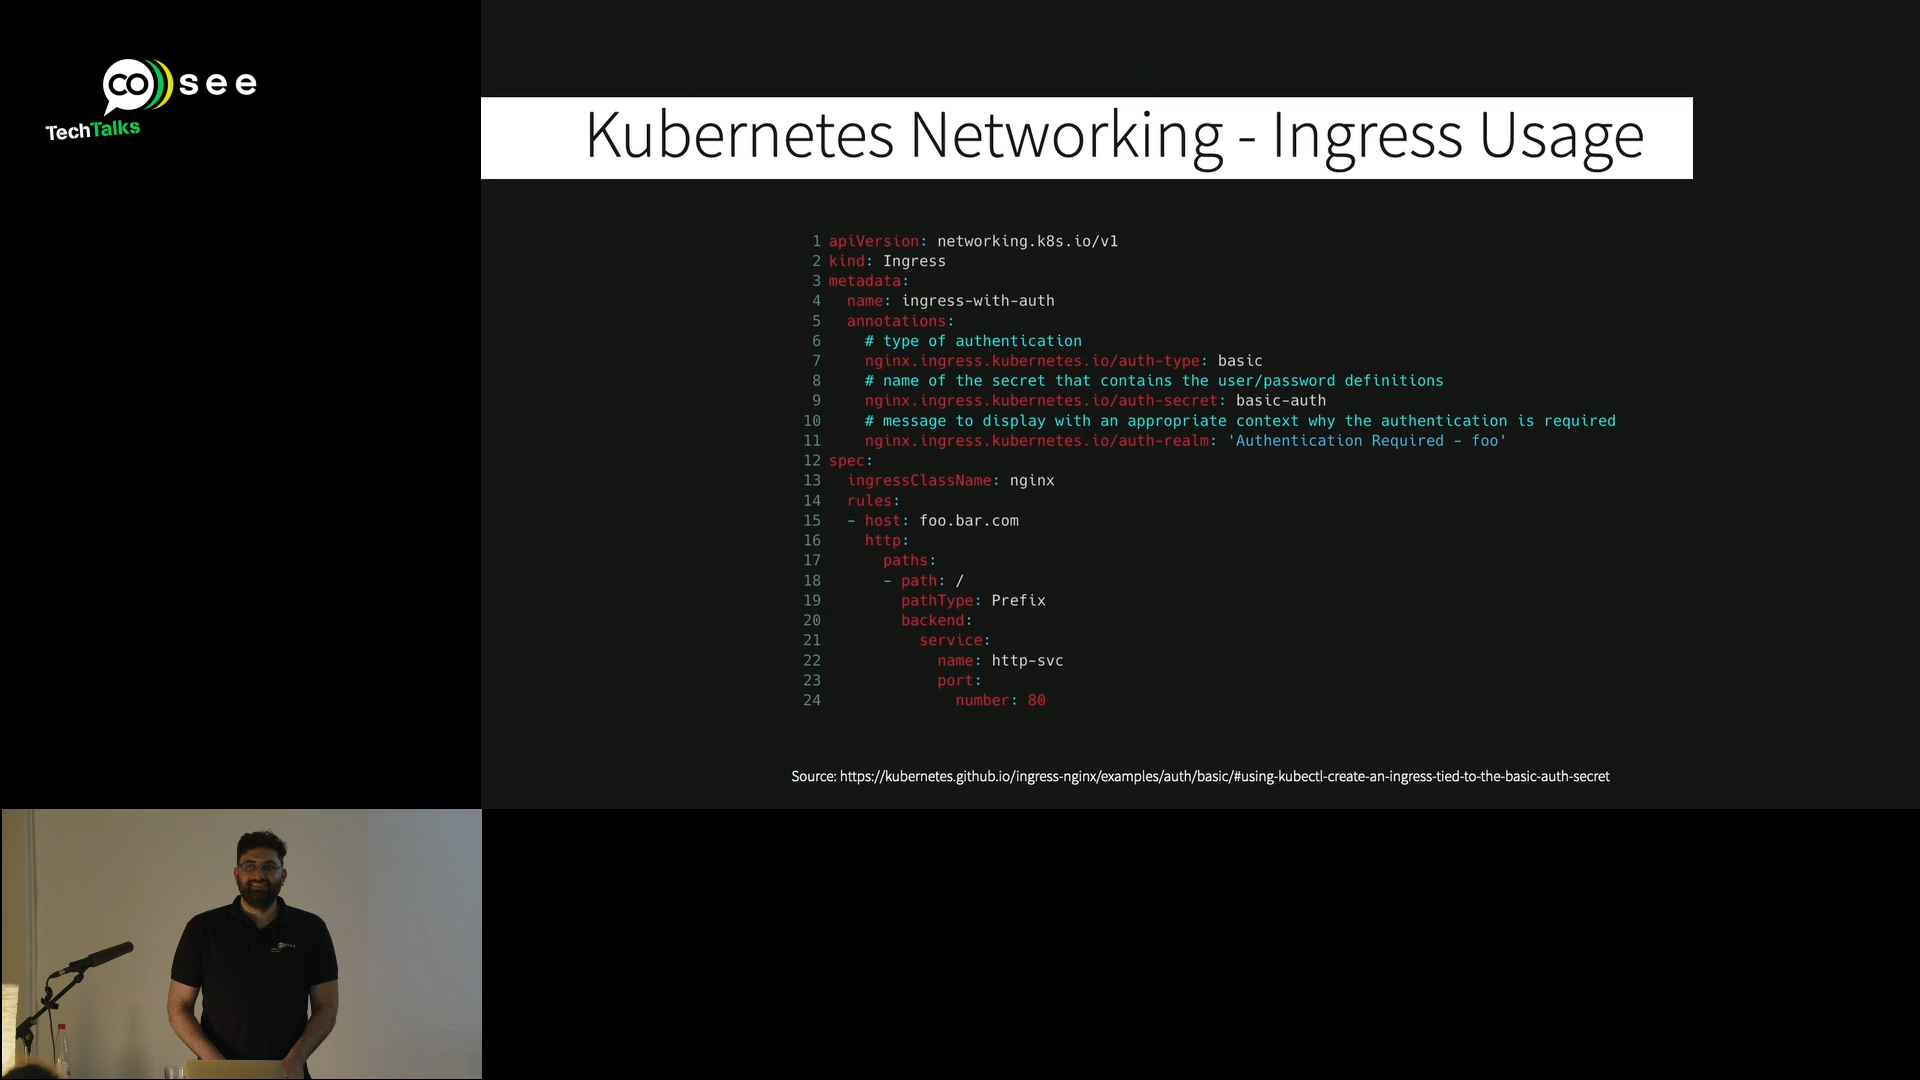 co see
TechTalks
Kubernetes Networking - Ingress Usage
1 apiVersion: networking.k8s.io/v1
2 kind: Ingress
3 metadata:
4   name: ingress-with-auth
5   annotations:
6     # type of authentication
7     nginx.ingress.kubernetes.io/auth-type: basic
8     # name of the secret that contains the user/password definitions
9     nginx.ingress.kubernetes.io/auth-secret: basic-auth
10     # message to display with an appropriate context why the authentication is required
11     nginx.ingress.kubernetes.io/auth-realm: 'Authentication Required - foo'
12 spec:
13   ingressClassName: nginx
14   rules:
15   - host: foo.bar.com
16     http:
17       paths:
18       - path: /
19         pathType: Prefix
20         backend:
21           service:
22             name: http-svc
23             port:
24               number: 80
Source: https://kubernetes.github.io/ingress-nginx/examples/auth/basic/#using-kubectl-create-an-ingress-tied-to-the-basic-auth-secret